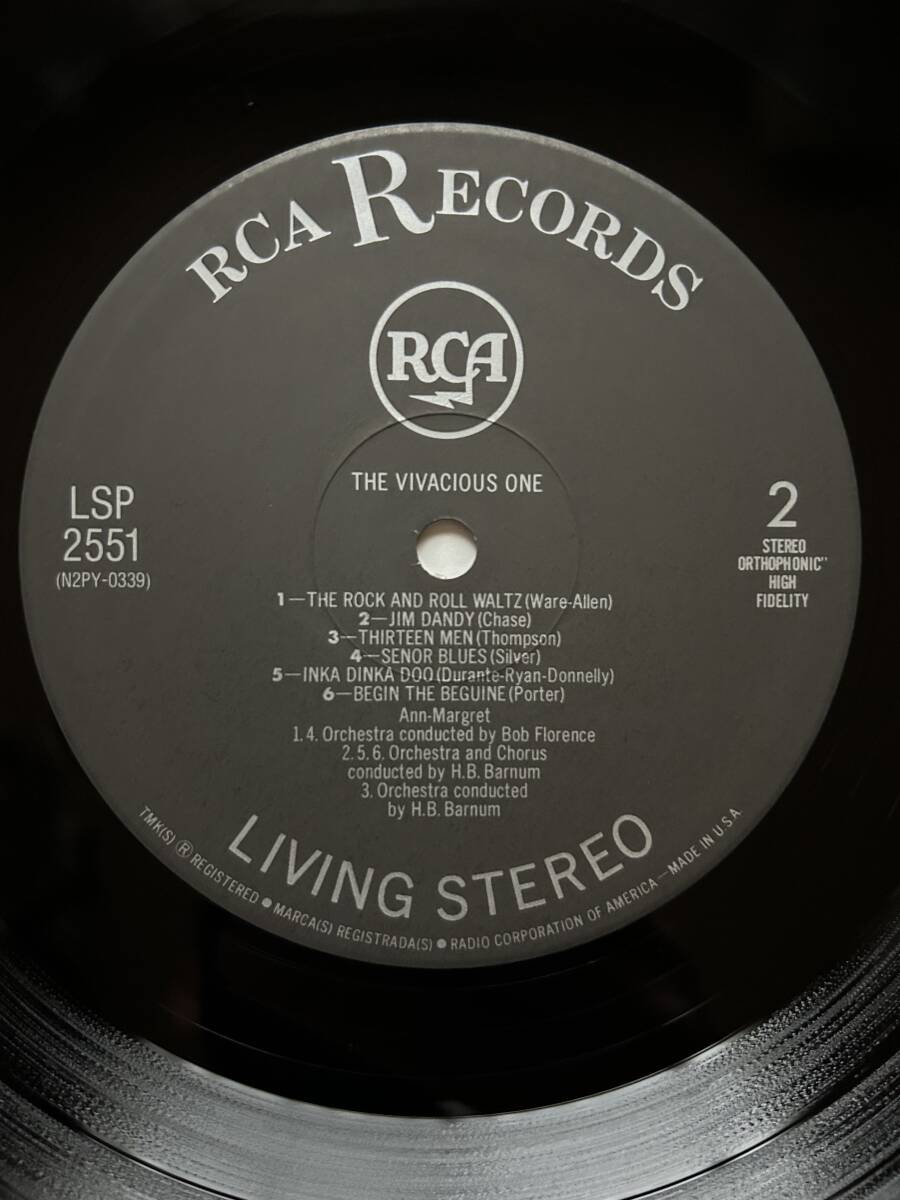 RCA RECORDS
RCA
THE VIVACIOUS ONE
LSP
2551
(N2PY-0339)
2
STEREO
ORTHOPHONIC"
HIGH
FIDELITY
1—THE ROCK AND ROLL WALTZ (Ware-Allen)
2—JIM DANDY (Chase)
3—THIRTEEN MEN (Thompson)
4—SENOR BLUES (Silver)
5—INKA DINKA DOO (Durante-Ryan-Donnelly)
6—BEGIN THE BEGUINE (Porter)
Ann-Margret
1.4. Orchestra conducted by Bob Florence
2.5.6. Orchestra and Chorus
conducted by H.B. Barnum
3. Orchestra conducted
by H.B. Barnum
LIVING STEREO
TMK(S) ® REGISTERED ● MARCA(S) REGISTRADA(S) ● RADIO CORPORATION OF AMERICA—MADE IN U.S.A.